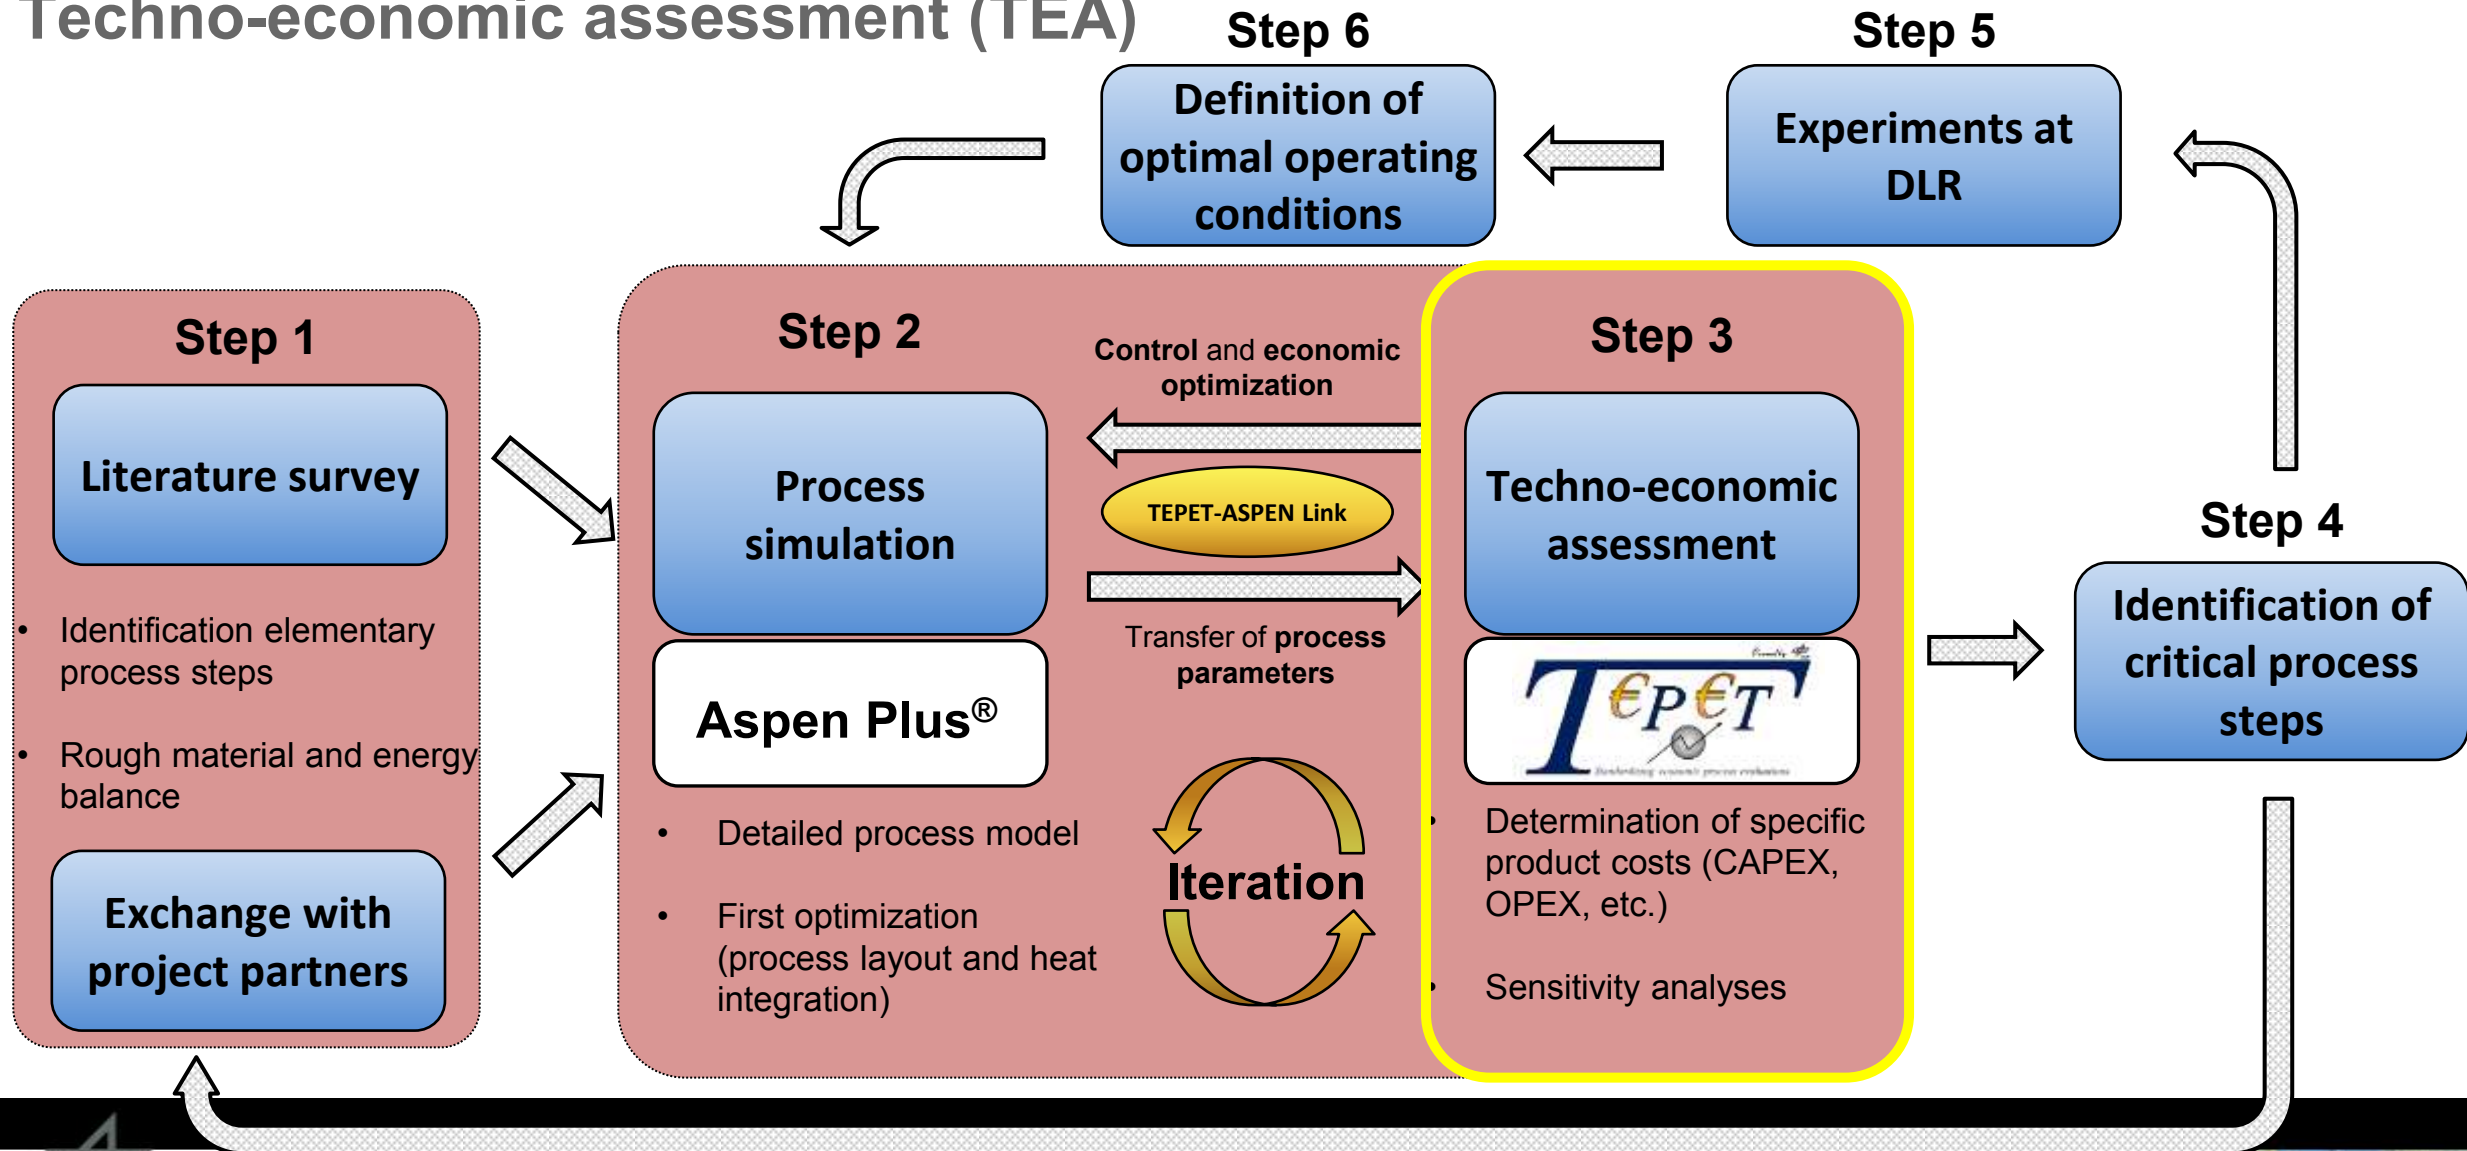 Techno-economic assessment (TEA)
Step 6
Definition of
optimal operating
conditions
Step 5
Experiments at
DLR
Step 1
Literature survey
• Identification elementary
process steps
• Rough material and energy
balance
Exchange with
project partners
Step 2
Process
simulation
Aspen Plus®
• Detailed process model
• First optimization
(process layout and heat
integration)
Control and economic
optimization
TEPET-ASPEN Link
Transfer of process
parameters
Iteration
Step 3
Techno-economic
assessment
T€P€T
Standardizing economic process evaluations
• Determination of specific
product costs (CAPEX,
OPEX, etc.)
• Sensitivity analyses
Step 4
Identification of
critical process
steps